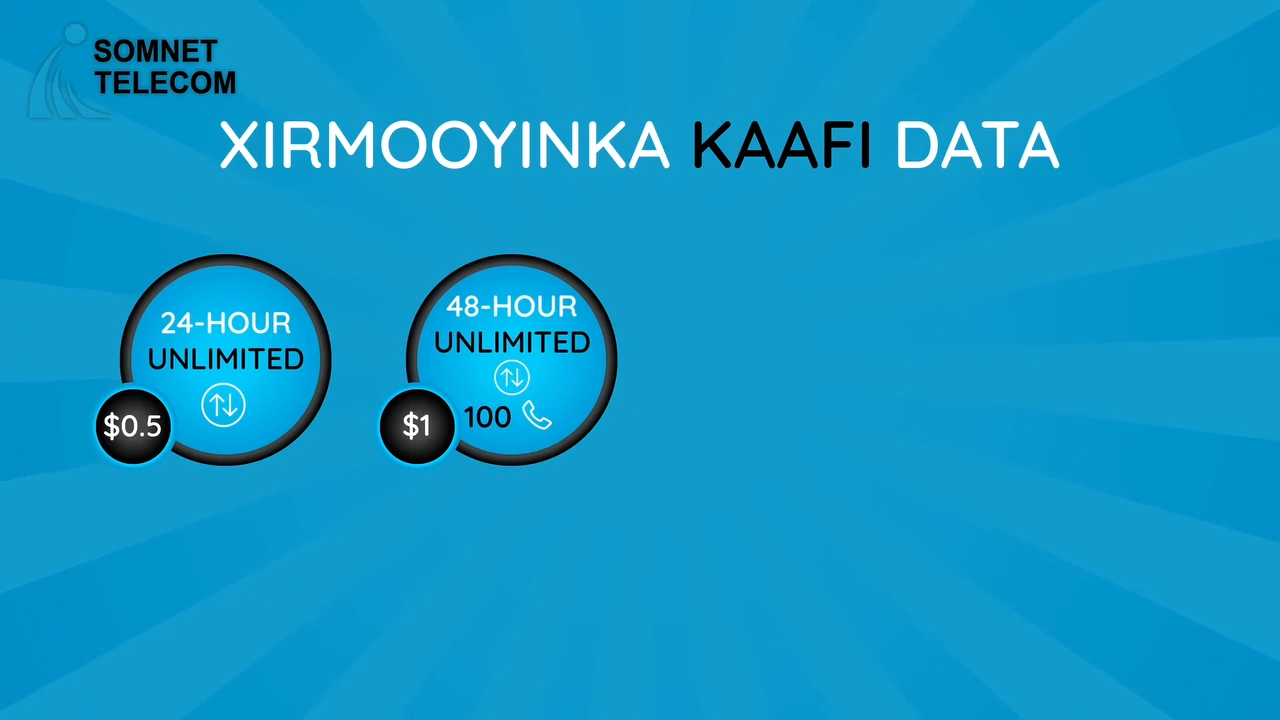 SOMNET
TELECOM
XIRMOOYINKA KAAFI DATA
24-HOUR
UNLIMITED
$0.5
48-HOUR
UNLIMITED
100
$1